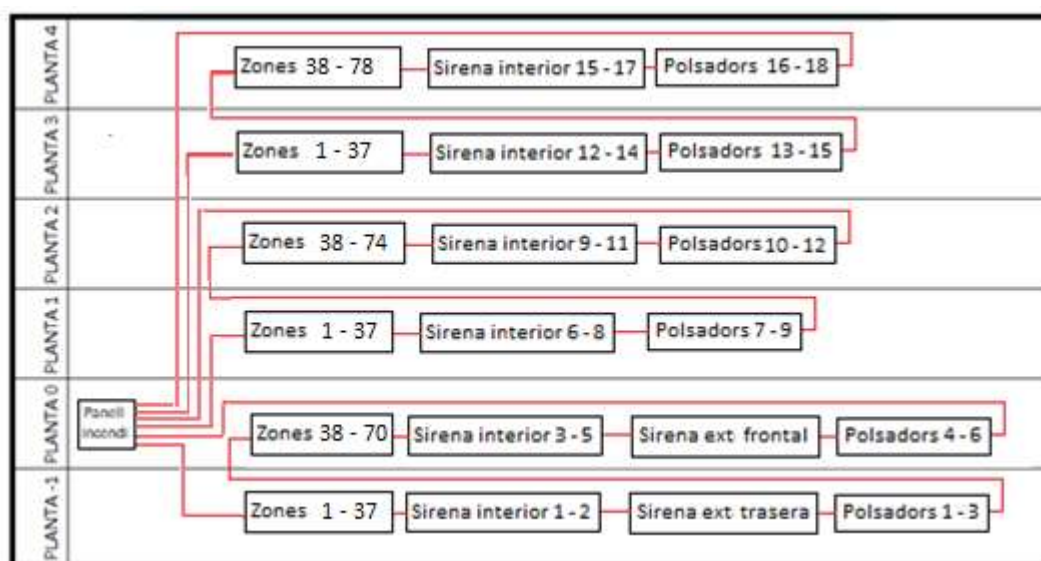 PLANTA 4
Zones 38 - 78
Sirena interior 15 - 17
Polsadors 16 - 18
PLANTA 3
Zones 1 - 37
Sirena interior 12 - 14
Polsadors 13 - 15
PLANTA 2
Zones 38 - 74
Sirena interior 9 - 11
Polsadors 10 - 12
PLANTA 1
Zones 1 - 37
Sirena interior 6 - 8
Polsadors 7 - 9
PLANTA 0
Panell
incendi
Zones 38 - 70
Sirena interior 3 - 5
Sirena ext frontal
Polsadors 4 - 6
PLANTA -1
Zones 1 - 37
Sirena interior 1 - 2
Sirena ext trasera
Polsadors 1 - 3